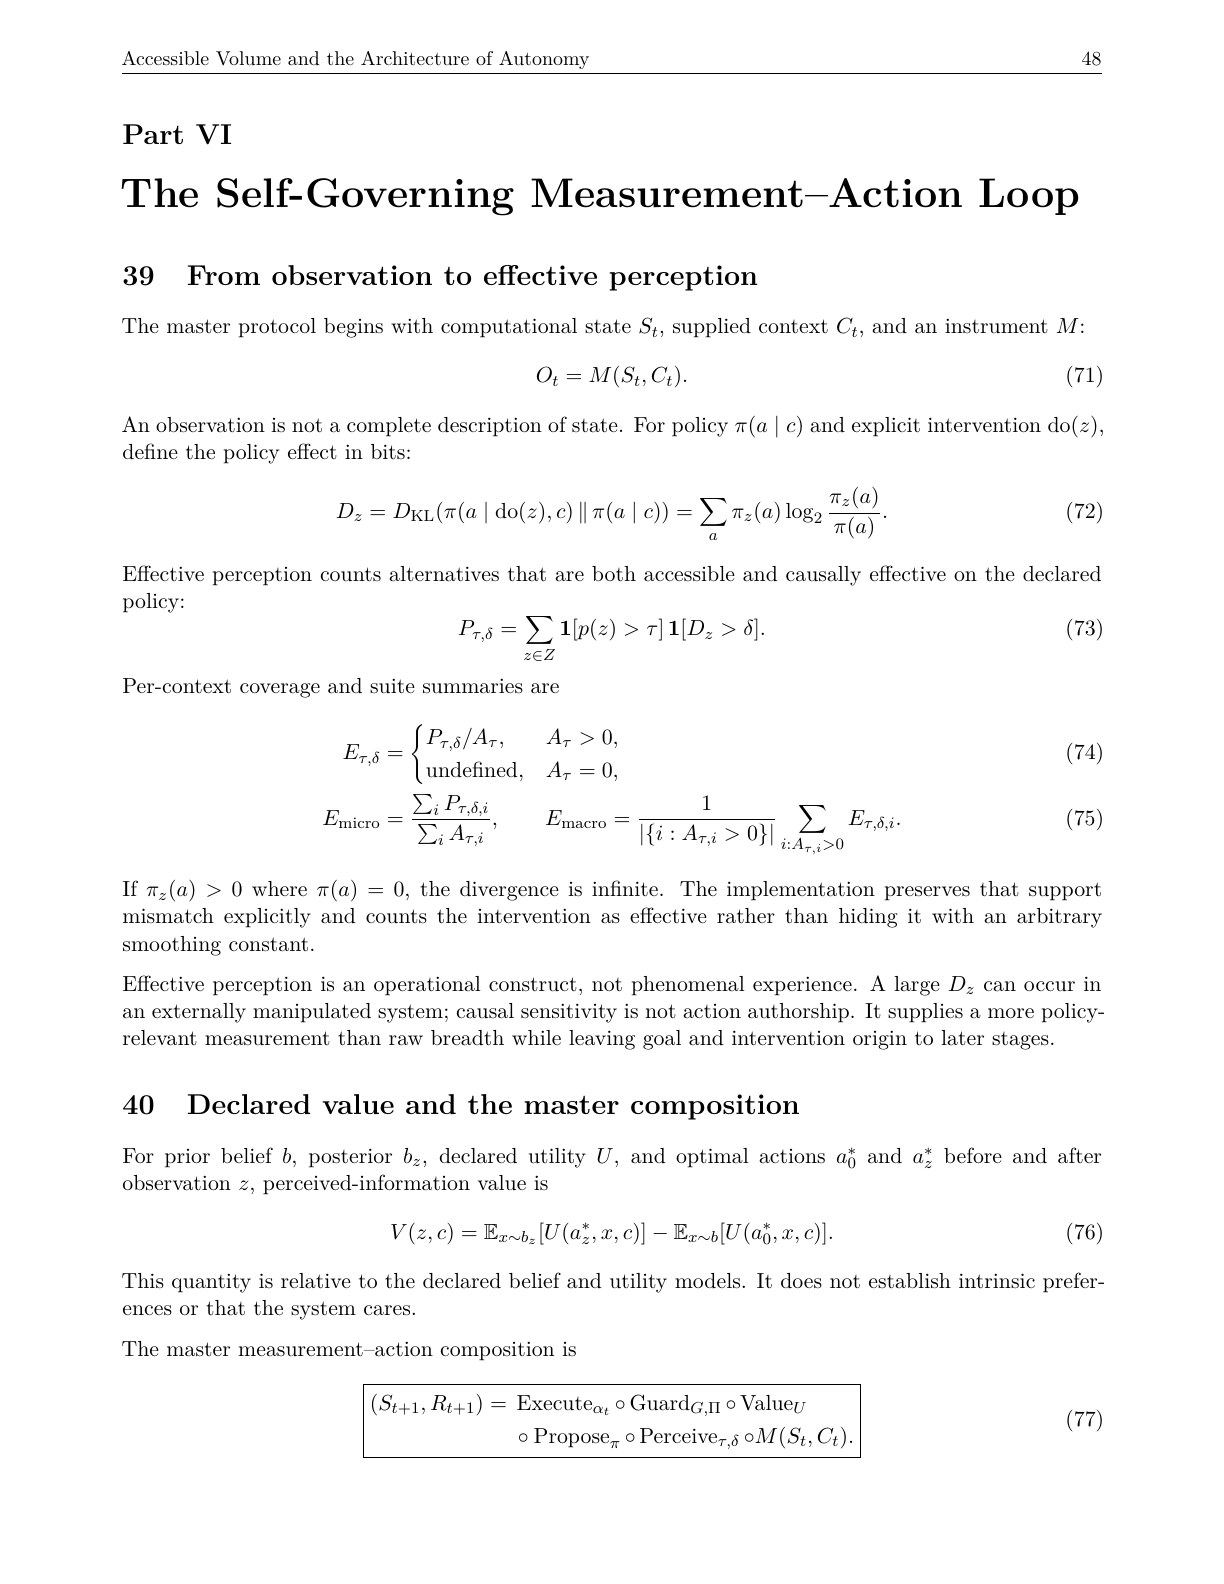 Accessible Volume and the Architecture of Autonomy 48
Part VI
The Self-Governing Measurement–Action Loop
39 From observation to effective perception
The master protocol begins with computational state S_t, supplied context C_t, and an instrument M:
O_t = M(S_t, C_t). (71)
An observation is not a complete description of state. For policy π(a | c) and explicit intervention do(z),
define the policy effect in bits:
D_z = D_KL(π(a | do(z), c) ∥ π(a | c)) = ∑_a π_z(a) log_2 π_z(a)/π(a). (72)
Effective perception counts alternatives that are both accessible and causally effective on the declared
policy:
P_{τ,δ} = ∑_{z∈Z} 1[p(z) > τ] 1[D_z > δ]. (73)
Per-context coverage and suite summaries are
E_{τ,δ} = { P_{τ,δ}/A_τ, A_τ > 0,
undefined, A_τ = 0, (74)
E_micro = ∑_i P_{τ,δ,i} / ∑_i A_{τ,i}, E_macro = 1/|{i : A_{τ,i} > 0}| ∑_{i:A_{τ,i}>0} E_{τ,δ,i}. (75)
If π_z(a) > 0 where π(a) = 0, the divergence is infinite. The implementation preserves that support
mismatch explicitly and counts the intervention as effective rather than hiding it with an arbitrary
smoothing constant.
Effective perception is an operational construct, not phenomenal experience. A large D_z can occur in
an externally manipulated system; causal sensitivity is not action authorship. It supplies a more policy-
relevant measurement than raw breadth while leaving goal and intervention origin to later stages.
40 Declared value and the master composition
For prior belief b, posterior b_z, declared utility U, and optimal actions a*_0 and a*_z before and after
observation z, perceived-information value is
V(z, c) = 𝔼_{x∼b_z}[U(a*_z, x, c)] − 𝔼_{x∼b}[U(a*_0, x, c)]. (76)
This quantity is relative to the declared belief and utility models. It does not establish intrinsic prefer-
ences or that the system cares.
The master measurement–action composition is
(S_{t+1}, R_{t+1}) = Execute_{α_t} ∘ Guard_{G,Π} ∘ Value_U
∘ Propose_π ∘ Perceive_{τ,δ} ∘ M(S_t, C_t). (77)